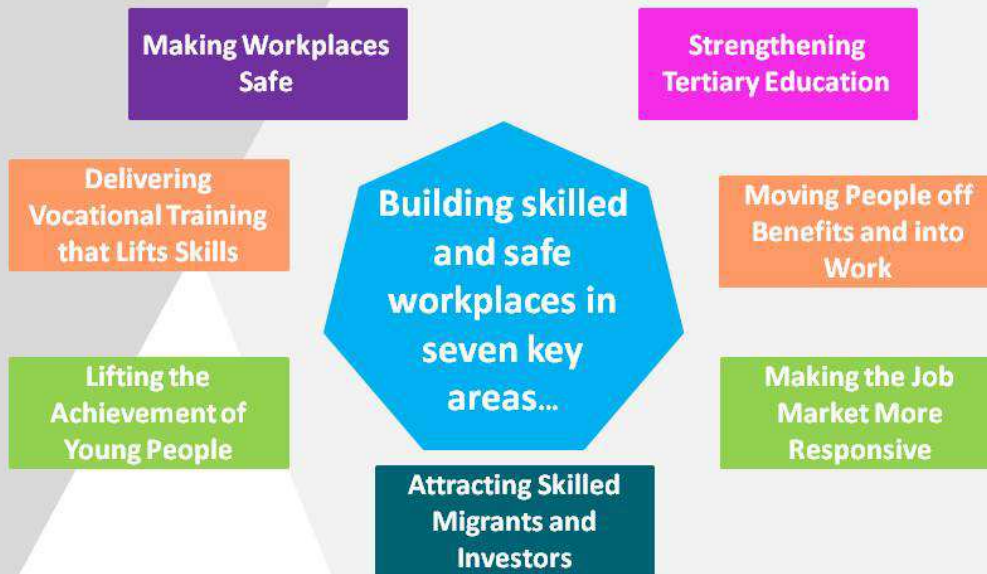 Making Workplaces
Safe
Strengthening
Tertiary Education
Delivering
Vocational Training
that Lifts Skills
Building skilled
and safe
workplaces in
seven key
areas...
Moving People off
Benefits and into
Work
Lifting the
Achievement of
Young People
Making the Job
Market More
Responsive
Attracting Skilled
Migrants and
Investors